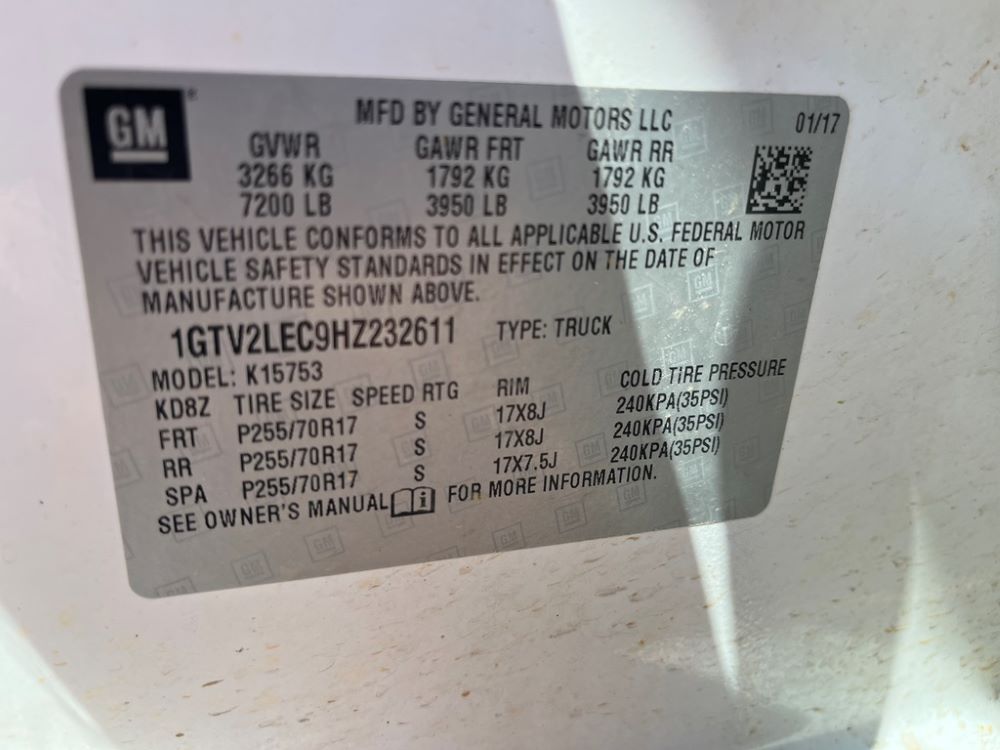 GM
MFD BY GENERAL MOTORS LLC
01/17
GVWR GAWR FRT GAWR RR
3266 KG 1792 KG 1792 KG
7200 LB 3950 LB 3950 LB
THIS VEHICLE CONFORMS TO ALL APPLICABLE U.S. FEDERAL MOTOR
VEHICLE SAFETY STANDARDS IN EFFECT ON THE DATE OF
MANUFACTURE SHOWN ABOVE.
1GTV2LEC9HZ232611 TYPE: TRUCK
MODEL: K15753
KD8Z TIRE SIZE SPEED RTG RIM COLD TIRE PRESSURE
FRT P255/70R17 S 17X8J 240KPA(35PSI)
RR P255/70R17 S 17X8J 240KPA(35PSI)
SPA P255/70R17 S 17X7.5J 240KPA(35PSI)
SEE OWNER'S MANUAL FOR MORE INFORMATION.